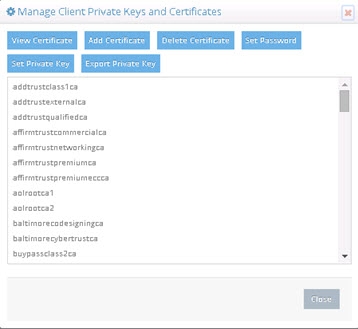 Manage Client Private Keys and Certificates
View Certificate Add Certificate Delete Certificate Set Password
Set Private Key Export Private Key
addtrustclass1ca
addtrustexternalca
addtrustqualifiedca
affirmtrustcommercialca
affirmtrustnetworkingca
affirmtrustpremiumca
affirmtrustpremiumeccca
aolrootca1
aolrootca2
baltimorecodesigningca
baltimorecybertrustca
buypassclass2ca
Close